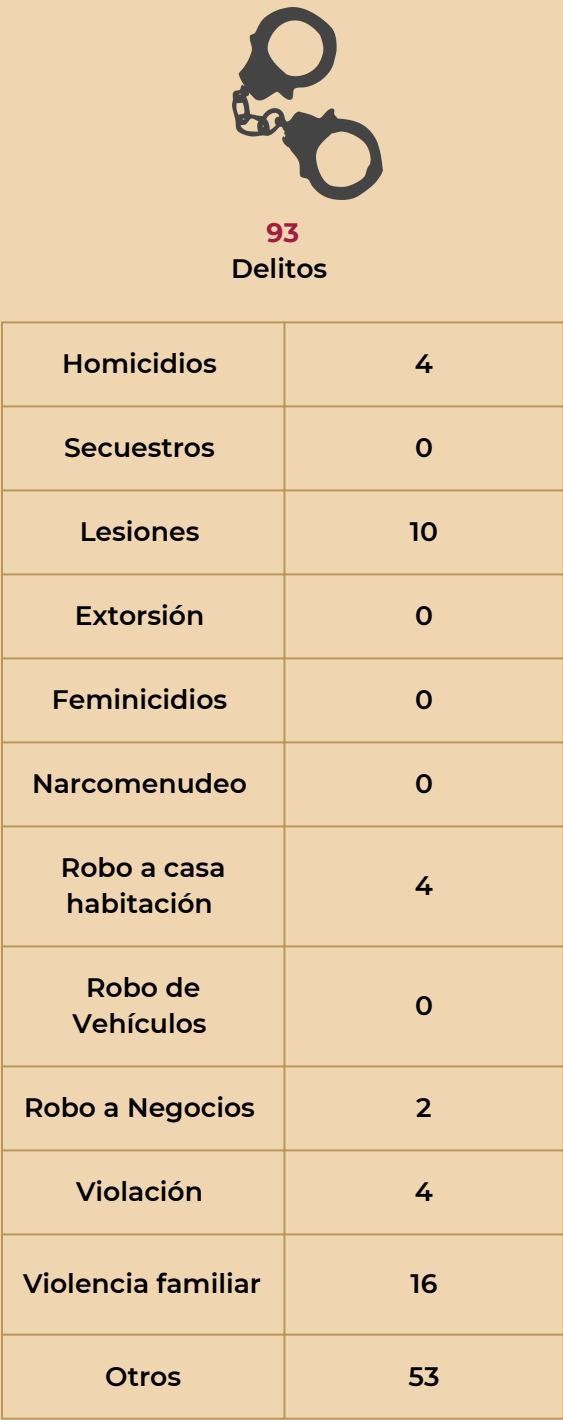 93
Delitos
Homicidios 4
Secuestros 0
Lesiones 10
Extorsión 0
Feminicidios 0
Narcomenudeo 0
Robo a casa
habitación 4
Robo de
Vehículos 0
Robo a Negocios 2
Violación 4
Violencia familiar 16
Otros 53